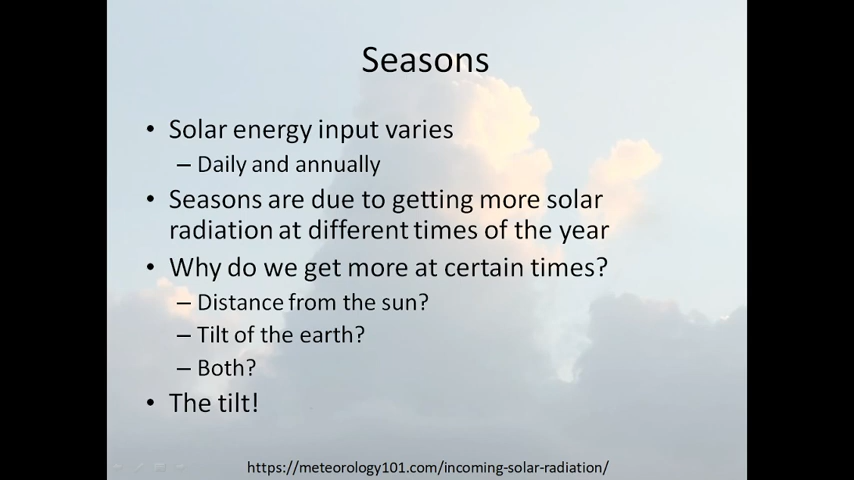 Seasons
• Solar energy input varies
– Daily and annually
• Seasons are due to getting more solar
radiation at different times of the year
• Why do we get more at certain times?
– Distance from the sun?
– Tilt of the earth?
– Both?
• The tilt!
https://meteorology101.com/incoming-solar-radiation/